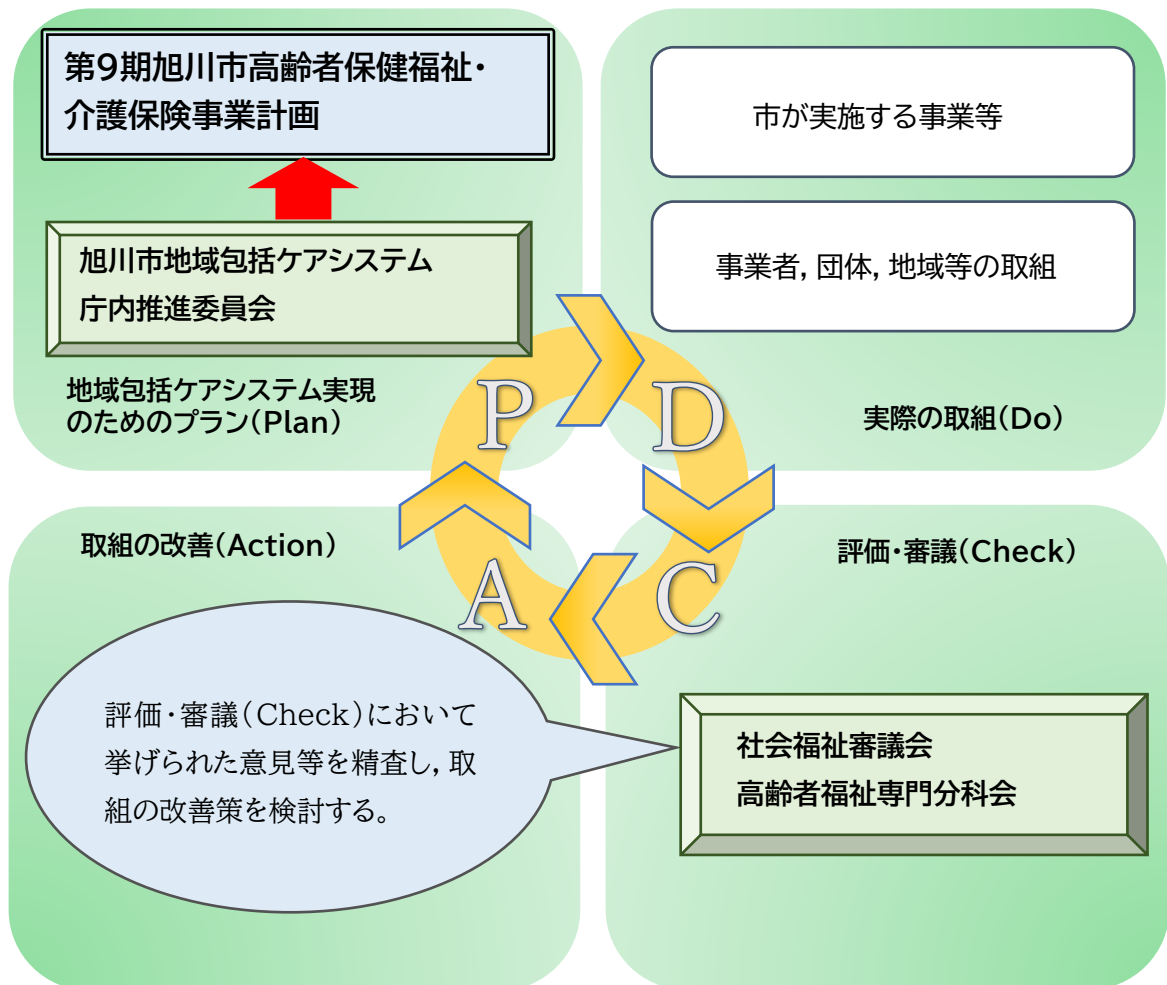 第9期旭川市高齢者保健福祉・
介護保険事業計画
旭川市地域包括ケアシステム
庁内推進委員会
地域包括ケアシステム実現
のためのプラン(Plan)
市が実施する事業等
事業者,団体,地域等の取組
実際の取組(Do)
P
D
取組の改善(Action)
A
C
評価・審議(Check)において
挙げられた意見等を精査し,取
組の改善策を検討する。
評価・審議(Check)
社会福祉審議会
高齢者福祉専門分科会